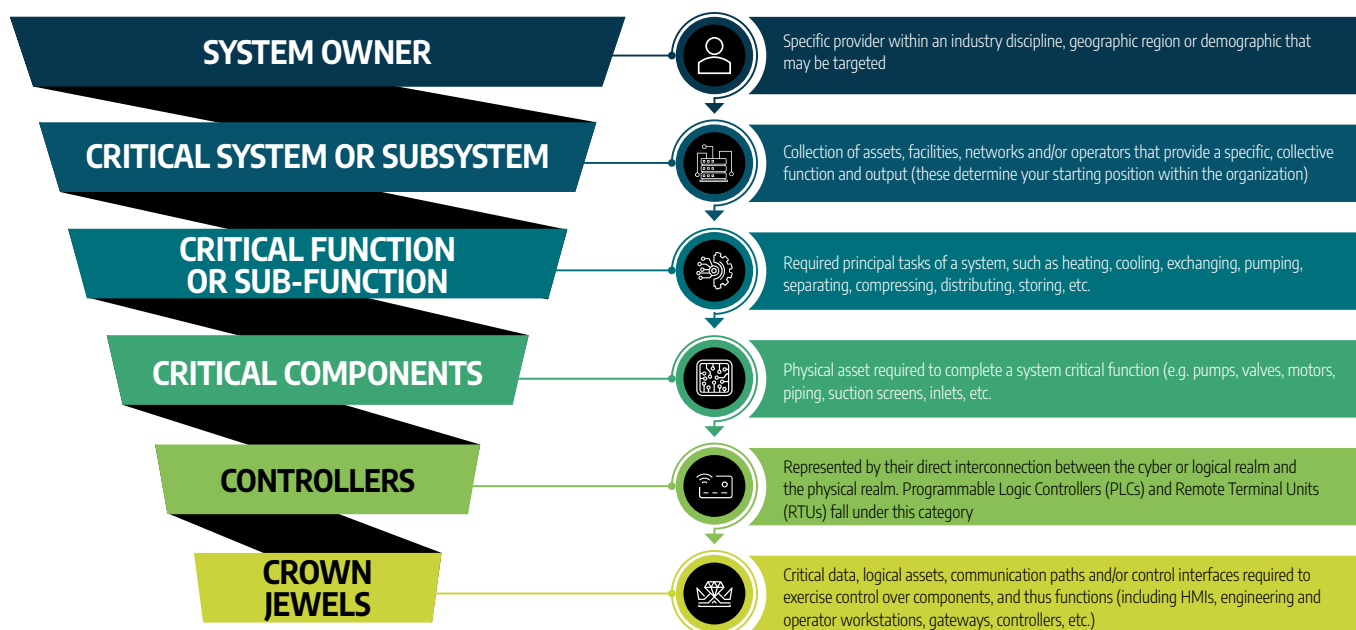 SYSTEM OWNER
Specific provider within an industry discipline, geographic region or demographic that
may be targeted
CRITICAL SYSTEM OR SUBSYSTEM
Collection of assets, facilities, networks and/or operators that provide a specific, collective
function and output (these determine your starting position within the organization)
CRITICAL FUNCTION
OR SUB-FUNCTION
Required principal tasks of a system, such as heating, cooling, exchanging, pumping,
separating, compressing, distributing, storing, etc.
CRITICAL COMPONENTS
Physical asset required to complete a system critical function (e.g. pumps, valves, motors,
piping, suction screens, inlets, etc.
CONTROLLERS
Represented by their direct interconnection between the cyber or logical realm and
the physical realm. Programmable Logic Controllers (PLCs) and Remote Terminal Units
(RTUs) fall under this category
CROWN
JEWELS
Critical data, logical assets, communication paths and/or control interfaces required to
exercise control over components, and thus functions (including HMIs, engineering and
operator workstations, gateways, controllers, etc.)